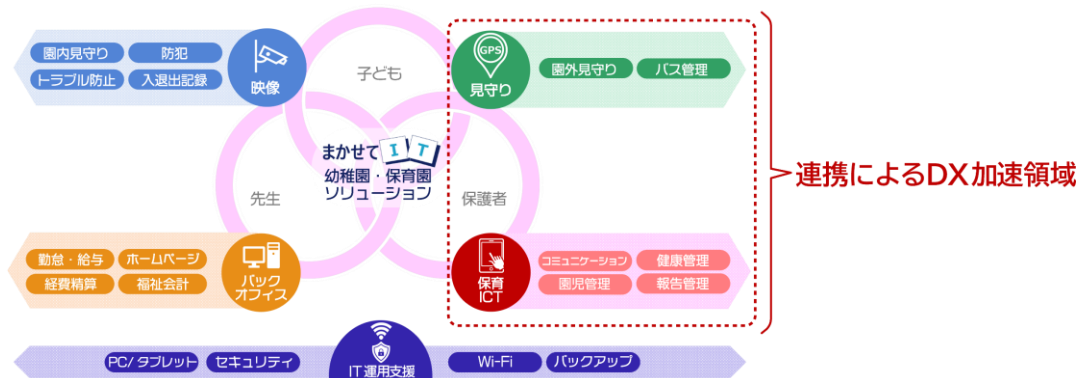 園内見守り
防犯
トラブル防止
入退出記録
映像
子ども
GPS
見守り
園外見守り
バス管理
まかせて IT
幼稚園・保育園
ソリューション
先生
保護者
連携によるDX加速領域
勤怠・給与
ホームページ
経費精算
福祉会計
バック
オフィス
保育
ICT
コミュニケーション
健康管理
園児管理
報告管理
PC/タブレット
セキュリティ
IT運用支援
Wi-Fi
バックアップ